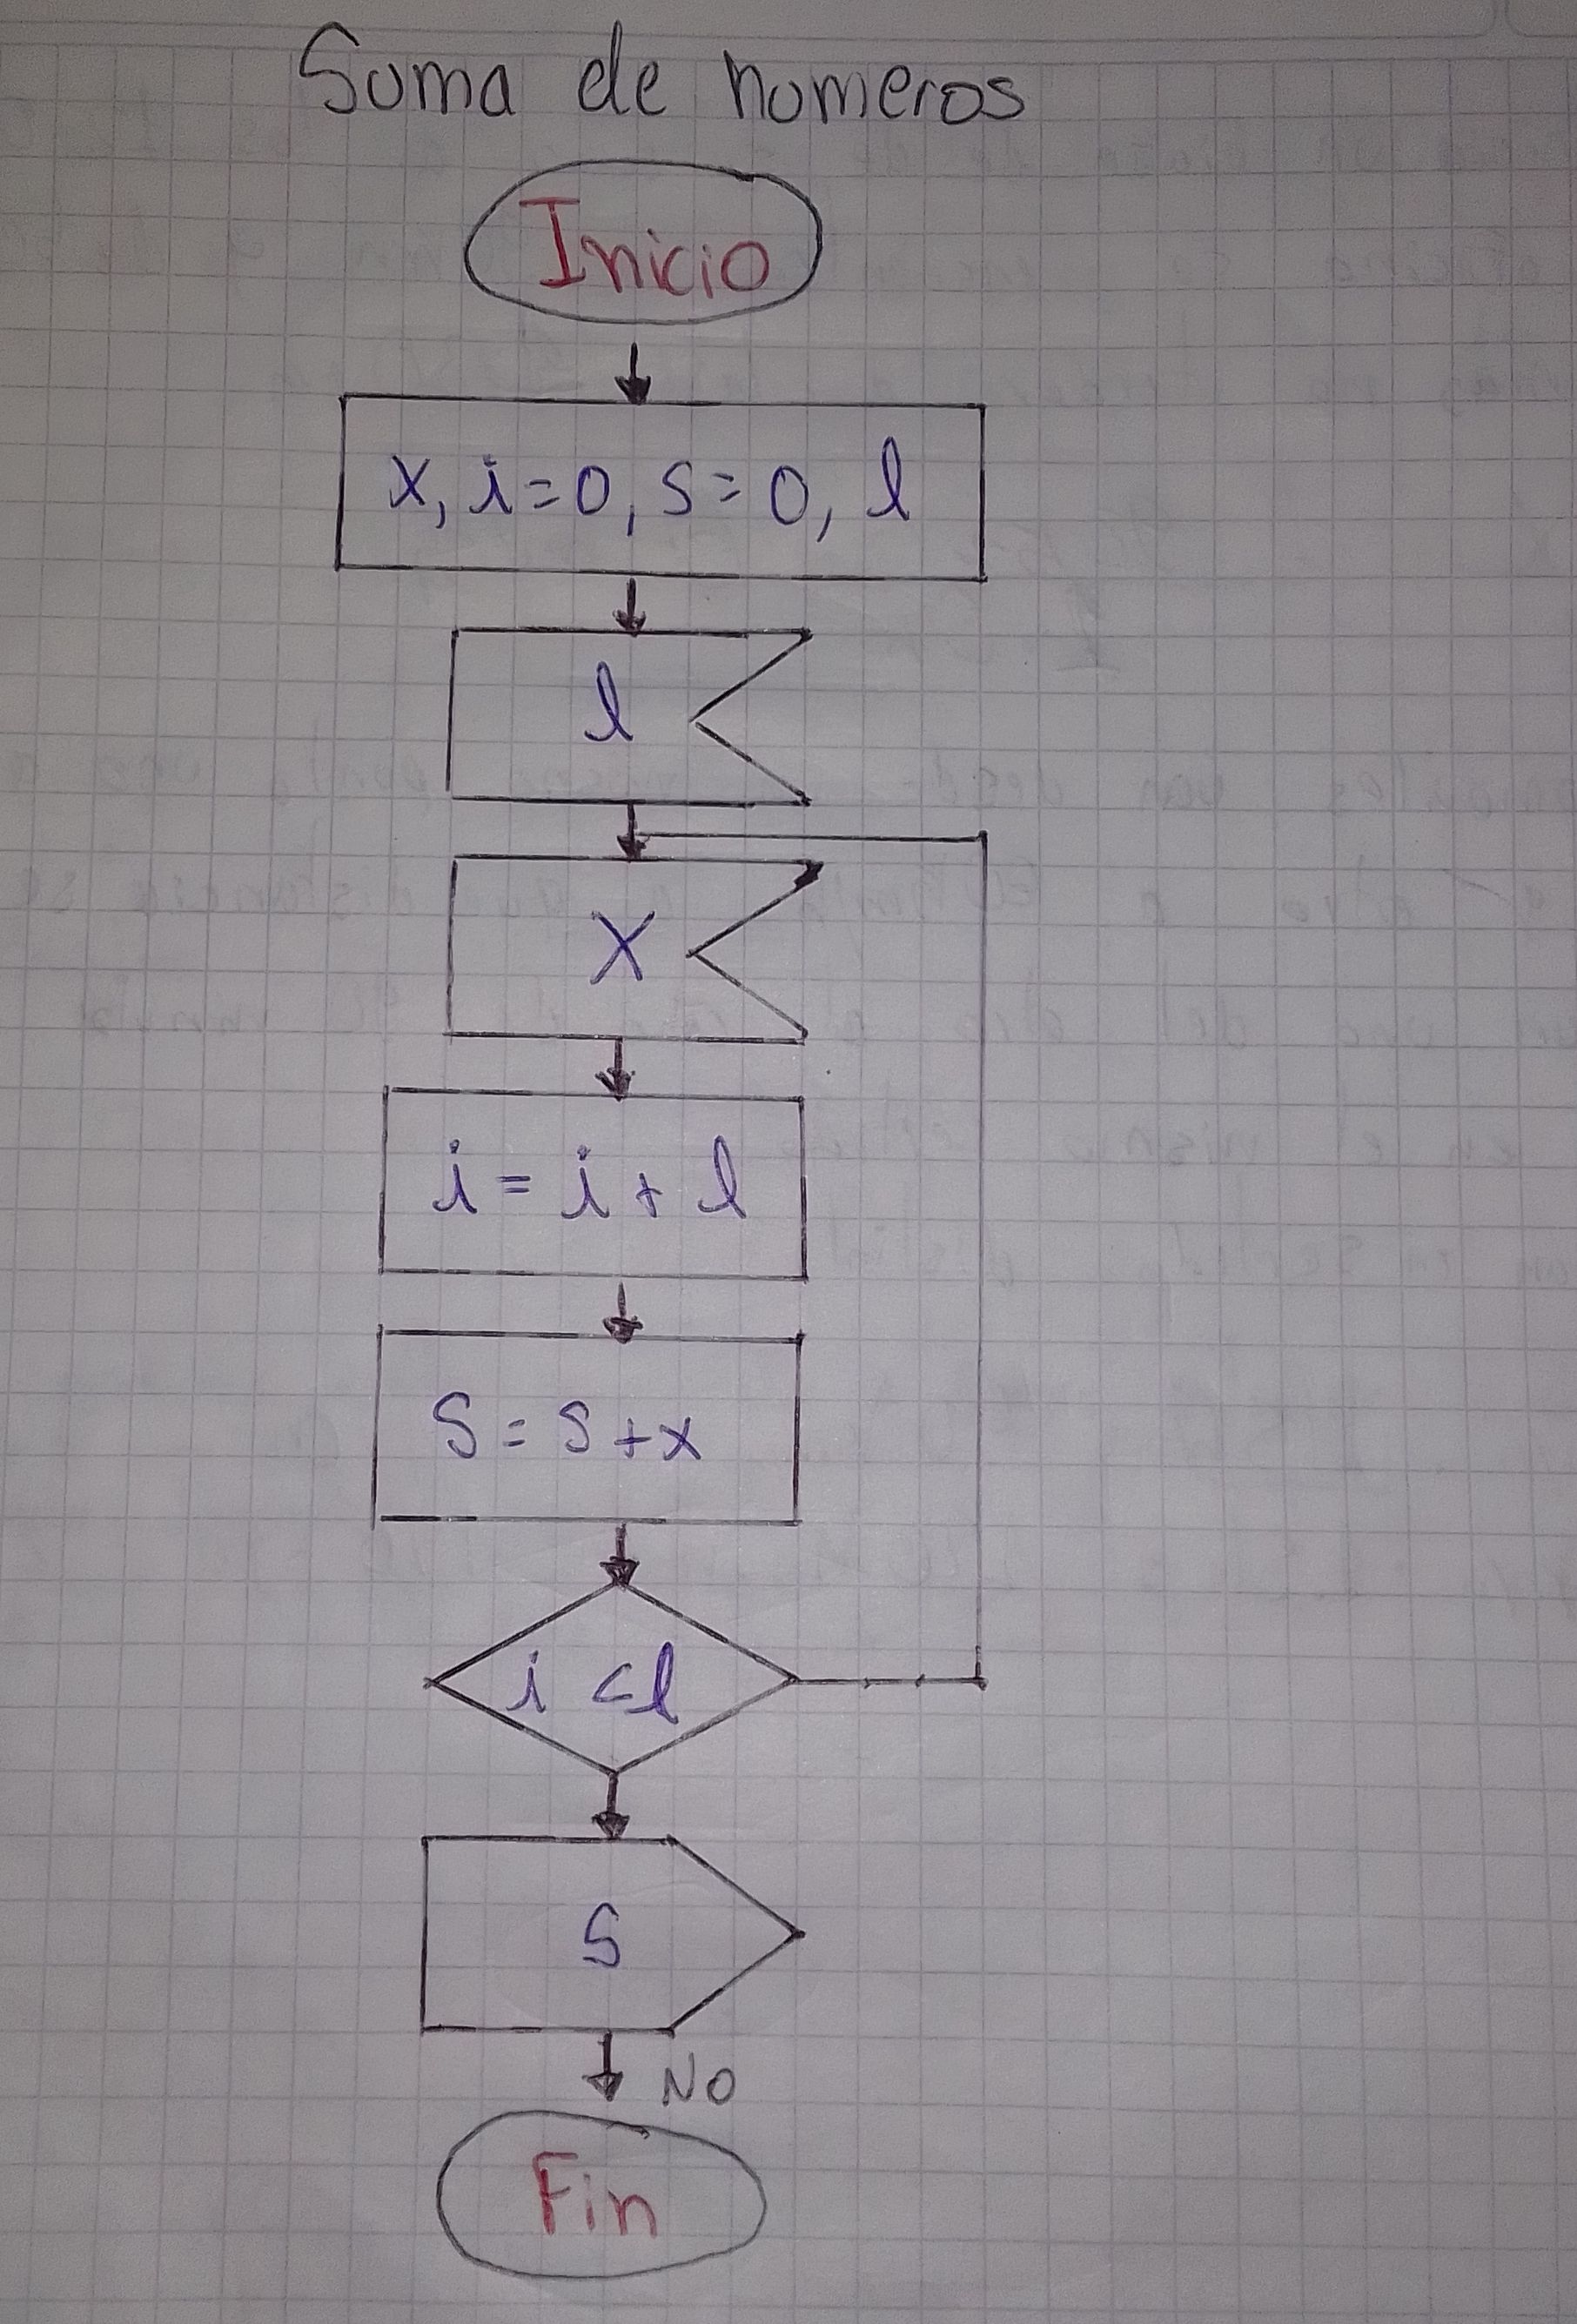 Suma de numeros
Inicio
X, i=0, S=0, l
l
X
i = i + l
S = S + x
i < l
S
NO
Fin